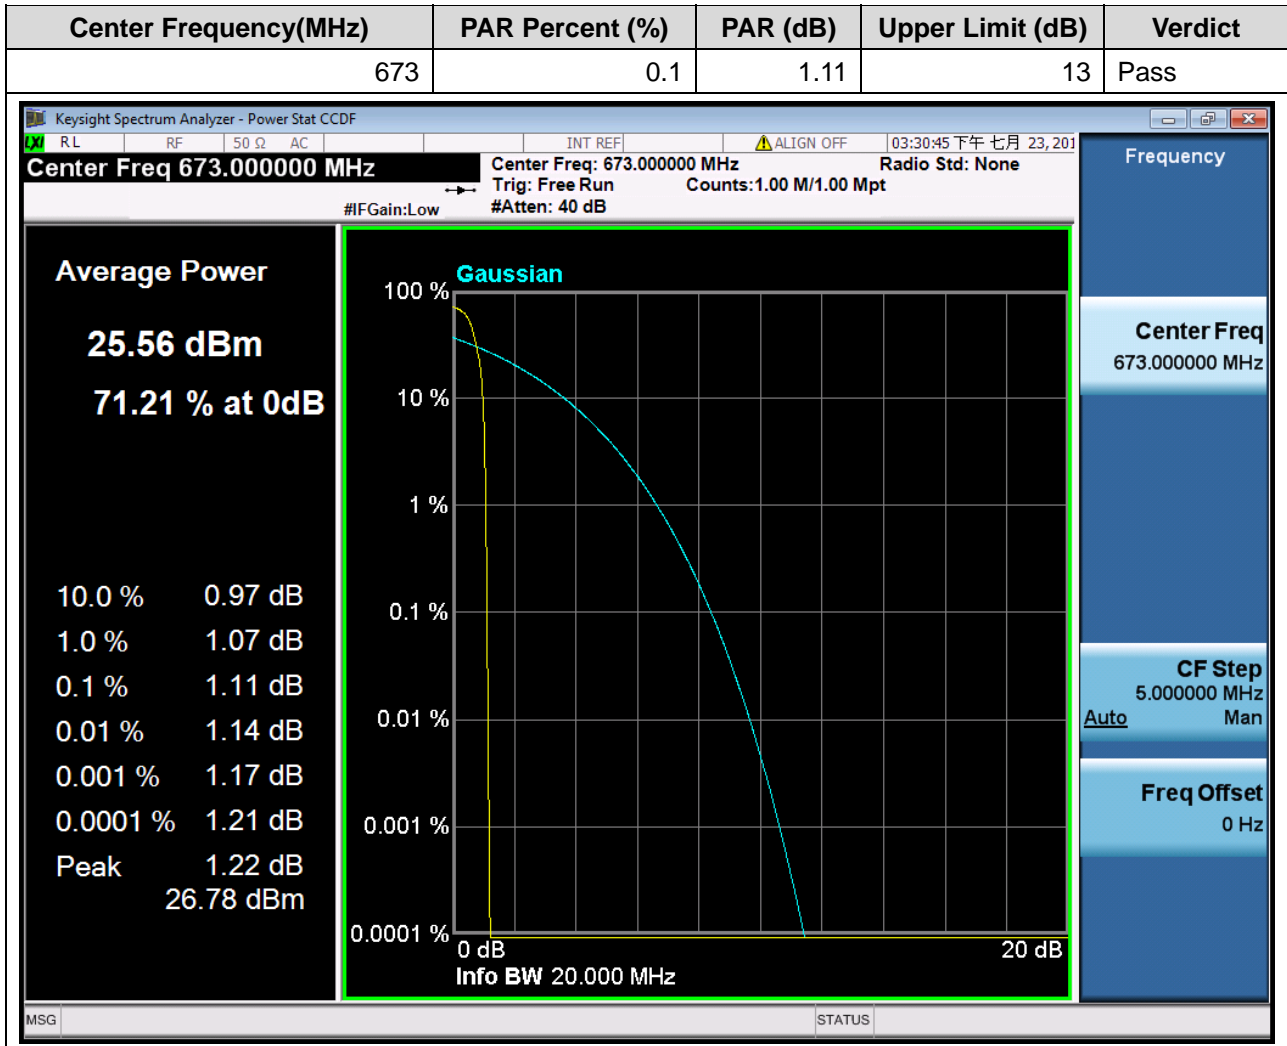 Center Frequency(MHz) PAR Percent (%) PAR (dB) Upper Limit (dB) Verdict
673 0.1 1.11 13 Pass
Keysight Spectrum Analyzer - Power Stat CCDF
LXI RL RF 50 Ω AC INT REF ALIGN OFF 03:30:45 下午 七月 23, 201
Center Freq 673.000000 MHz
#IFGain:Low
Center Freq: 673.000000 MHz Radio Std: None
Trig: Free Run Counts:1.00 M/1.00 Mpt
#Atten: 40 dB
Average Power
25.56 dBm
71.21 % at 0dB
10.0 % 0.97 dB
1.0 % 1.07 dB
0.1 % 1.11 dB
0.01 % 1.14 dB
0.001 % 1.17 dB
0.0001 % 1.21 dB
Peak 1.22 dB
26.78 dBm
Gaussian
100 %
10 %
1 %
0.1 %
0.01 %
0.001 %
0.0001 %
0 dB 20 dB
Info BW 20.000 MHz
Frequency
Center Freq
673.000000 MHz
CF Step
5.000000 MHz
Auto Man
Freq Offset
0 Hz
MSG STATUS